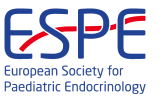 ESPE
European Society for
Paediatric Endocrinology